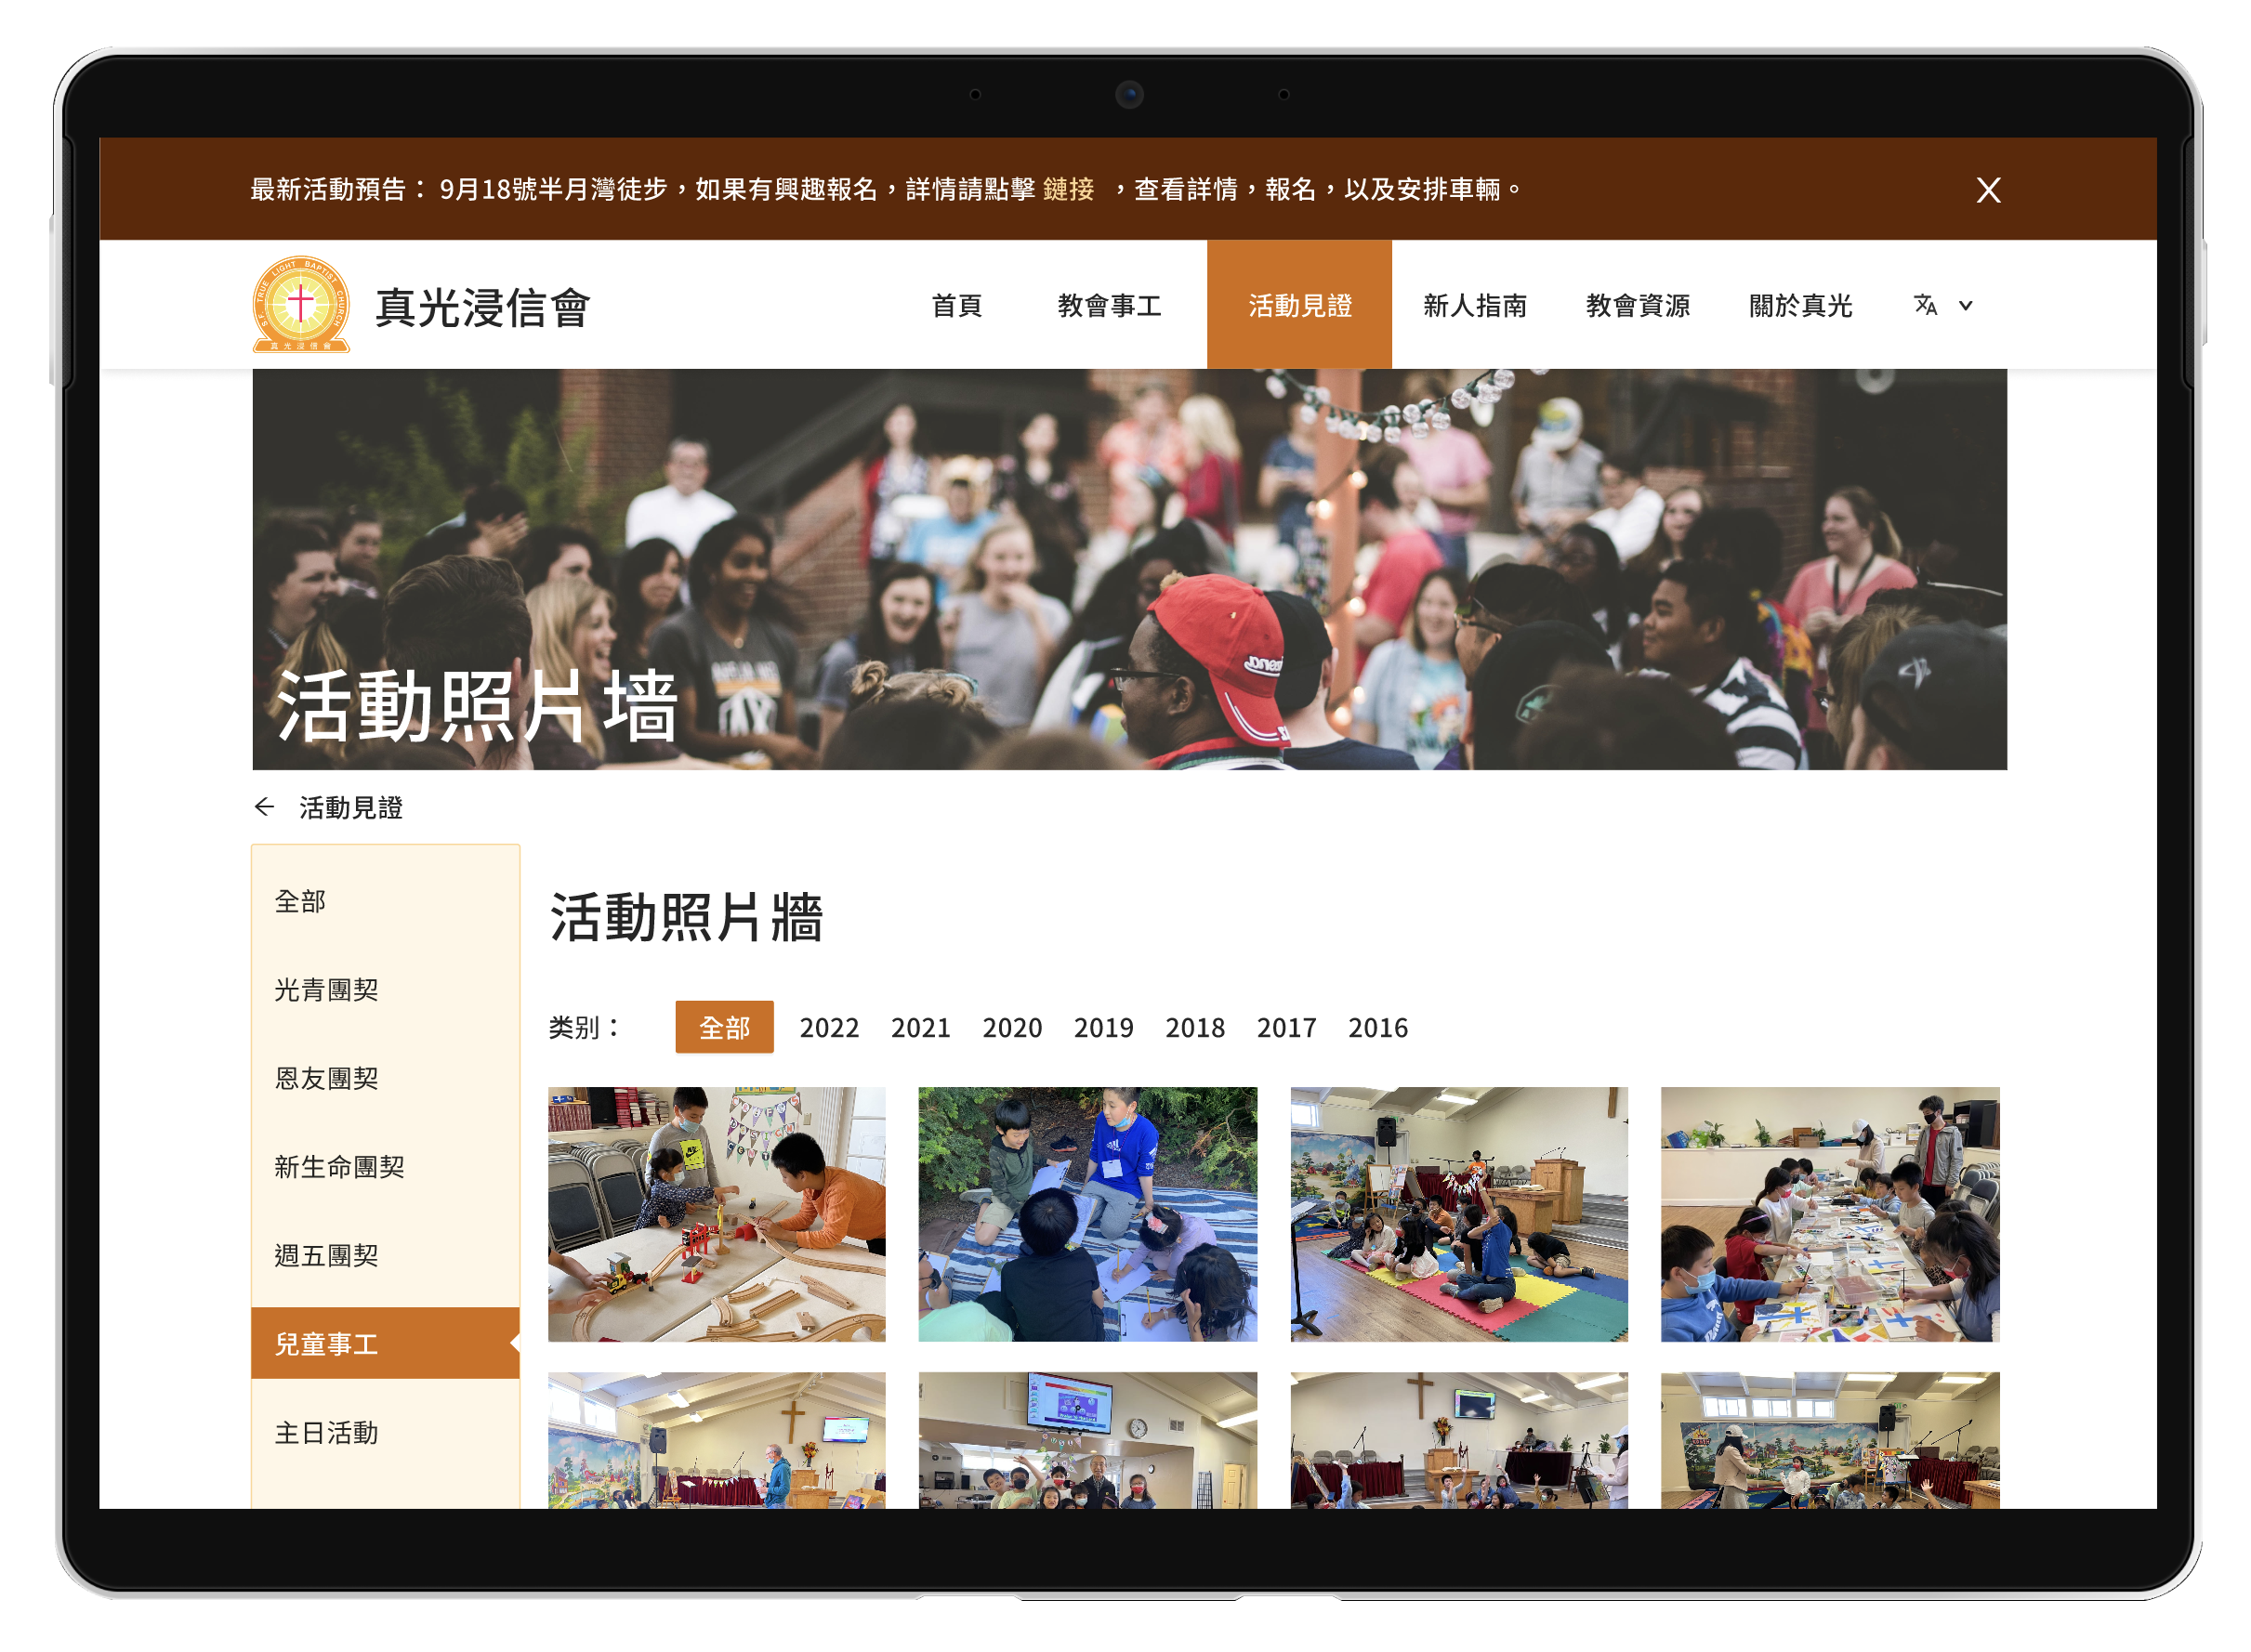 最新活動預告： 9月18號半月灣徒步，如果有興趣報名，詳情請點擊 鏈接 ，查看詳情，報名，以及安排車輛。
X
S.F. TRUE LIGHT BAPTIST CHURCH
真光浸信會
真光浸信會
首頁 教會事工 活動見證 新人指南 教會資源 關於真光
活動照片墙
← 活動見證
全部
光青團契
恩友團契
新生命團契
週五團契
兒童事工
主日活動
活動照片牆
类别： 全部 2022 2021 2020 2019 2018 2017 2016